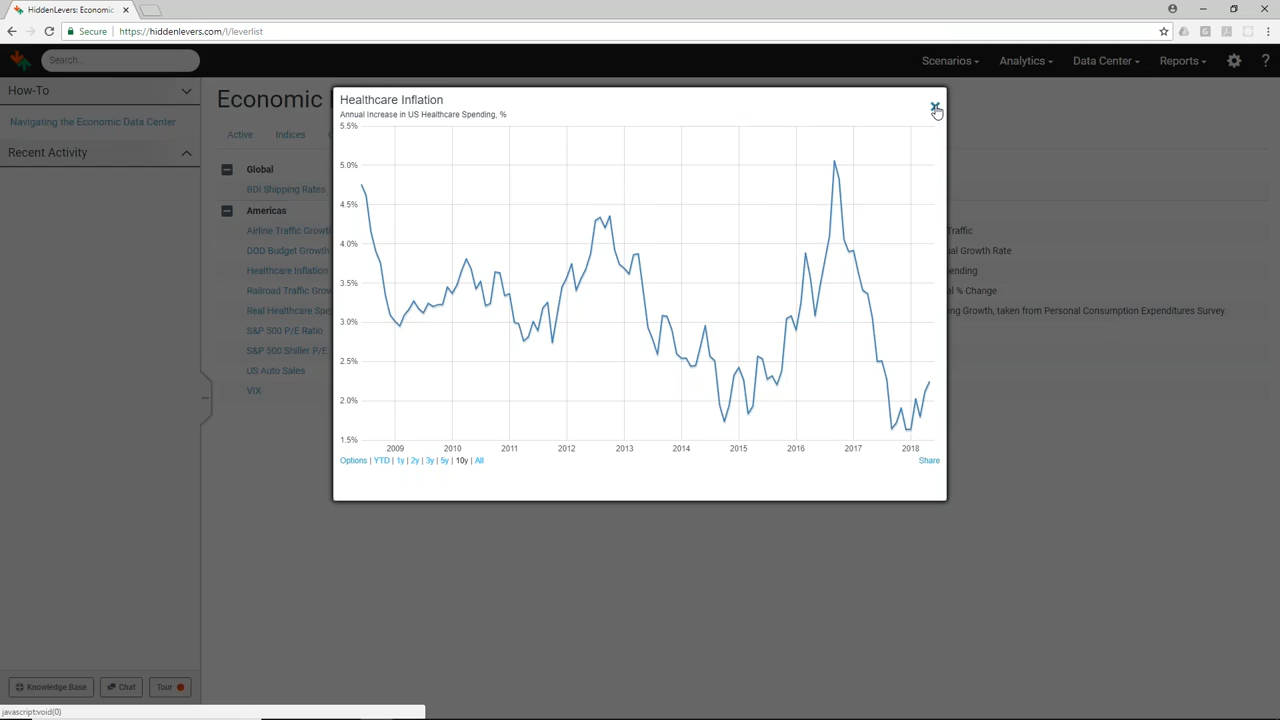 HiddenLevers: Economic
Secure
https://hiddenlevers.com/l/leverlist
Search...
Scenarios
Analytics
Data Center
Reports
?
How-To
Navigating the Economic Data Center
Recent Activity
Economic
Active
Indices
Global
BDI Shipping Rates
Americas
Airline Traffic Growth
Traffic
DOD Budget Growth
al Growth Rate
Healthcare Inflation
ending
Railroad Traffic Grow
al % Change.
Real Healthcare Spe
ng Growth, taken from Personal Consumption Expenditures Survey.
S&P 500 P/E Ratio
S&P 500 Shiller P/E
US Auto Sales
VIX
Healthcare Inflation
Annual Increase in US Healthcare Spending, %
5.5%
5.0%
4.5%
4.0%
3.5%
3.0%
2.5%
2.0%
1.5%
2009 2010 2011 2012 2013 2014 2015 2016 2017 2018
Options | YTD | 1y | 2y | 3y | 5y | 10y | All
Share
Knowledge Base
Chat
Tour
javascript:void(0)